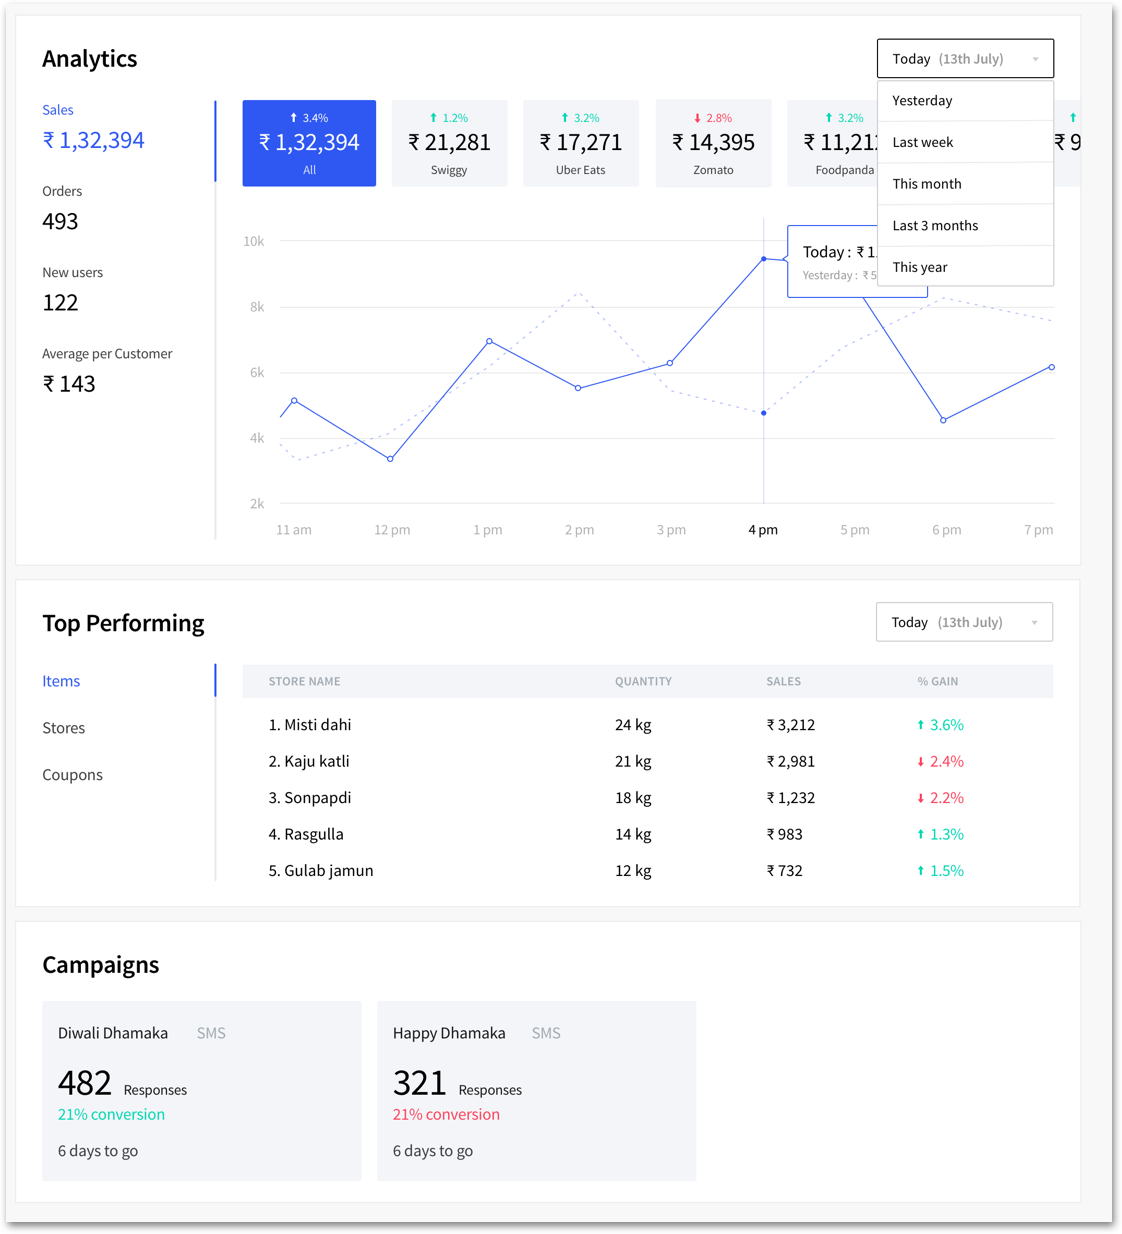 Analytics
Today (13th July)
Yesterday
Last week
This month
Last 3 months
This year
Sales
₹ 1,32,394
Orders
493
New users
122
Average per Customer
₹ 143
3.4%
₹ 1,32,394
All
1.2%
₹ 21,281
Swiggy
3.2%
₹ 17,271
Uber Eats
2.8%
₹ 14,395
Zomato
3.2%
₹ 11,21
Foodpanda
₹ 9
Today : ₹ 1
Yesterday : ₹ 5
10k
8k
6k
4k
2k
11 am 12 pm 1 pm 2 pm 3 pm 4 pm 5 pm 6 pm 7 pm
Top Performing
Today (13th July)
Items
Stores
Coupons
STORE NAME QUANTITY SALES % GAIN
1. Misti dahi 24 kg ₹ 3,212 3.6%
2. Kaju katli 21 kg ₹ 2,981 2.4%
3. Sonpapdi 18 kg ₹ 1,232 2.2%
4. Rasgulla 14 kg ₹ 983 1.3%
5. Gulab jamun 12 kg ₹ 732 1.5%
Campaigns
Diwali Dhamaka SMS
482 Responses
21% conversion
6 days to go
Happy Dhamaka SMS
321 Responses
21% conversion
6 days to go